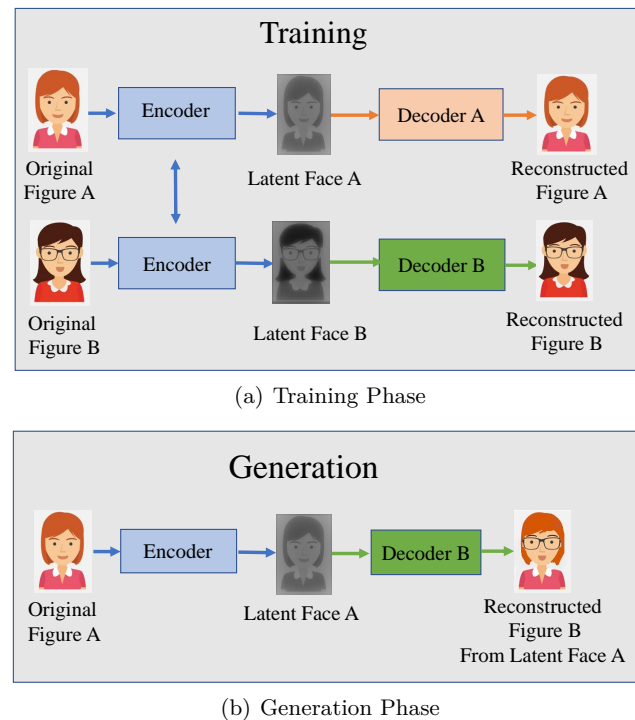 Training
Encoder
Decoder A
Original
Figure A
Latent Face A
Reconstructed
Figure A
Encoder
Decoder B
Original
Figure B
Latent Face B
Reconstructed
Figure B
(a) Training Phase
Generation
Encoder
Decoder B
Original
Figure A
Latent Face A
Reconstructed
Figure B
From Latent Face A
(b) Generation Phase